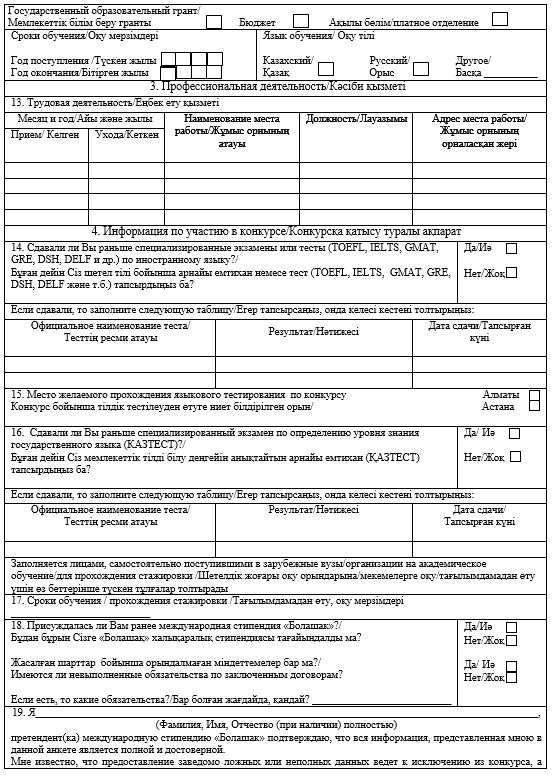 Государственный образовательный грант/
Мемлекеттік білім беру гранты Бюджет Ақылы бөлім/платное отделение
Сроки обучения/Оқу мерзімдері Язык обучения/ Оқу тілі
Год поступления /Түскен жылы Казахский/ Русский/ Другое/
Год окончания/Бітірген жылы Қазақ Орыс Басқа __________
3. Профессиональная деятельность/Кәсіби қызметі
13. Трудовая деятельность/Еңбек ету қызметі
Месяц и год/Айы және жылы Наименование места Должность/Лауазымы Адрес места работы/
Прием/ Келген Ухода/Кеткен работы/Жұмыс орнының Жұмыс орнының
атауы орналасқан жері
4. Информация по участию в конкурсе/Конкурсқа қатысу туралы ақпарат
14. Сдавали ли Вы раньше специализированные экзамены или тесты (TOEFL, IELTS, GMAT, Да/Иә
GRE, DSH, DELF и др.) по иностранному языку?/
Бұған дейін Сіз шетел тілі бойынша арнайы емтихан немесе тест (TOEFL, IELTS, GMAT, GRE, Нет/Жоқ
DSH, DELF және т.б.) тапсырдыңыз ба?
Если сдавали, то заполните следующую таблицу/Егер тапсырсаңыз, онда келесі кестені толтырыңыз:
Официальное наименование теста/ Результат/Нәтижесі Дата сдачи/Тапсырған
Тесттің ресми атауы күні
15. Место желаемого прохождения языкового тестирования по конкурсу Алматы
Конкурс бойынша тілдік тестілеуден өтуге ниет білдірілген орын/ Астана
16. Сдавали ли Вы раньше специализированный экзамен по определению уровня знания Да/ Иә
государственного языка (ҚАЗТЕСТ)?/
Бұған дейін Сіз мемлекеттік тілді білу деңгейін анықтайтын арнайы емтихан (ҚАЗТЕСТ) Нет/Жоқ
тапсырдыңыз ба?
Если сдавали, то заполните следующую таблицу/Егер тапсырсаңыз, онда келесі кестені толтырыңыз:
Официальное наименование теста/ Результат/Нәтижесі Дата сдачи/
Тесттің ресми атауы Тапсырған күні
Заполняется лицами, самостоятельно поступившими в зарубежные вузы/организации на академическое
обучение/для прохождения стажировки /Шетелдік жоғары оқу орындарына/мекемелерге оқу/тағылымдамадан өту
үшін өз беттерінше түскен тұлғалар толтырады
17. Сроки обучения / прохождения стажировки /Тағылымдамадан өту, оқу мерзімдері
____________________
18. Присуждалась ли Вам ранее международная стипендия «Болашак»?/ Да/Иә
Бұдан бұрын Сізге «Болашақ» халықаралық стипендиясы тағайындалды ма? Нет/Жоқ
Жасалған шарттар бойынша орындалмаған міндеттемелер бар ма?/ Да/ Иә
Имеются ли невыполненные обязательства по заключенным договорам? Нет/Жоқ
Если есть, то какие обязательства?/Бар болған жағдайда, қандай? ____________________
19. Я____________________,
(Фамилия, Имя, Отчество (при наличии) полностью)
претендент(ка) международную стипендию «Болашак» подтверждаю, что вся информация, представленная мною в
данной анкете является полной и достоверной.
Мне известно, что предоставление заведомо ложных или неполных данных ведет к исключению из конкурса, а